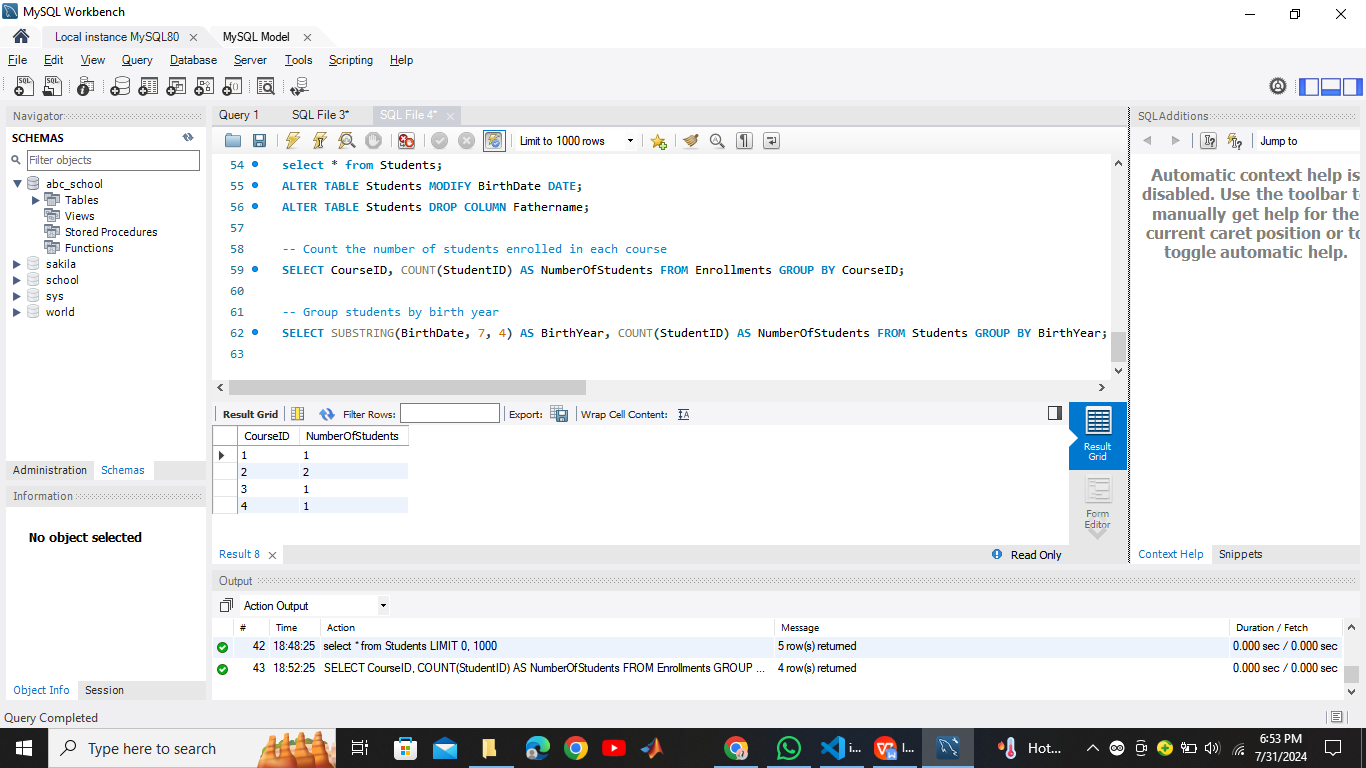 MySQL Workbench
Local instance MySQL80
MySQL Model
File Edit View Query Database Server Tools Scripting Help
Navigator
SCHEMAS
Filter objects
abc_school
Tables
Views
Stored Procedures
Functions
sakila
school
sys
world
Administration Schemas
Information
No object selected
Object Info Session
Query 1 SQL File 3* SQL File 4*
Limit to 1000 rows
54 select * from Students;
55 ALTER TABLE Students MODIFY BirthDate DATE;
56 ALTER TABLE Students DROP COLUMN Fathername;
57
58 -- Count the number of students enrolled in each course
59 SELECT CourseID, COUNT(StudentID) AS NumberOfStudents FROM Enrollments GROUP BY CourseID;
60
61 -- Group students by birth year
62 SELECT SUBSTRING(BirthDate, 7, 4) AS BirthYear, COUNT(StudentID) AS NumberOfStudents FROM Students GROUP BY BirthYear;
63
Result Grid Filter Rows: Export: Wrap Cell Content:
CourseID NumberOfStudents
1 1
2 2
3 1
4 1
Result Grid
Form Editor
Result 8
Read Only
SQLAdditions
Jump to
Automatic context help is
disabled. Use the toolbar t
manually get help for the
current caret position or to
toggle automatic help.
Context Help Snippets
Output
Action Output
# Time Action Message Duration / Fetch
42 18:48:25 select * from Students LIMIT 0, 1000 5 row(s) returned 0.000 sec / 0.000 sec
43 18:52:25 SELECT CourseID, COUNT(StudentID) AS NumberOfStudents FROM Enrollments GROUP ... 4 row(s) returned 0.000 sec / 0.000 sec
Query Completed
Type here to search
i...
I...
Hot...
6:53 PM
7/31/2024